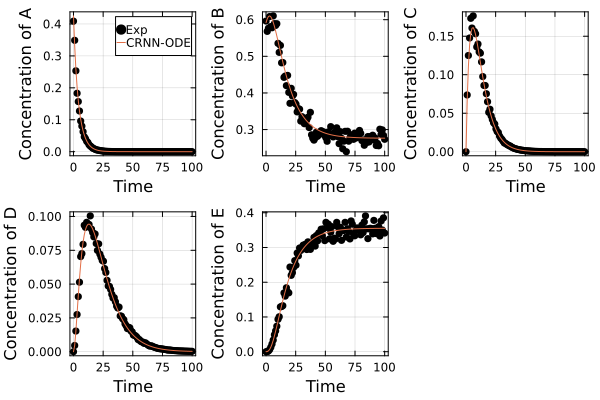 Concentration of A
0.4
0.3
0.2
0.1
0.0
Exp
CRNN-ODE
0 25 50 75 100
Time
Concentration of B
0.6
0.5
0.4
0.3
0 25 50 75 100
Time
Concentration of C
0.15
0.10
0.05
0.00
0 25 50 75 100
Time
Concentration of D
0.100
0.075
0.050
0.025
0.000
0 25 50 75 100
Time
Concentration of E
0.4
0.3
0.2
0.1
0.0
0 25 50 75 100
Time